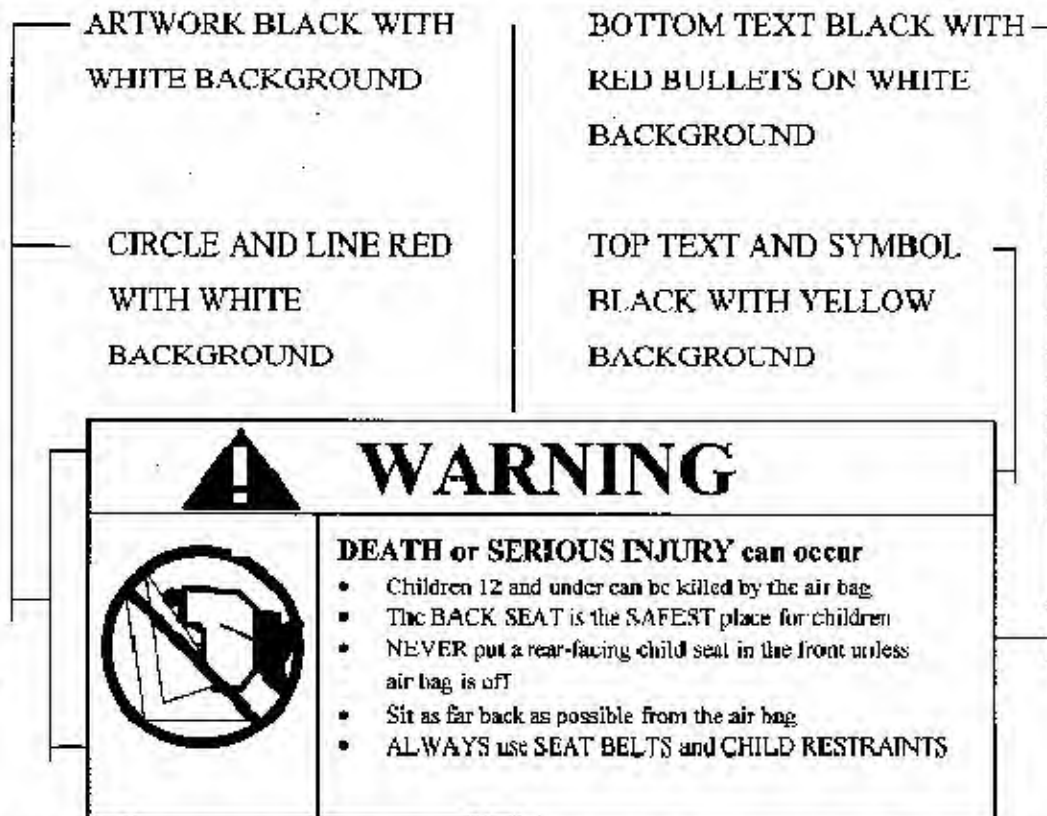 ARTWORK BLACK WITH
WHITE BACKGROUND
CIRCLE AND LINE RED
WITH WHITE
BACKGROUND
BOTTOM TEXT BLACK WITH
RED BULLETS ON WHITE
BACKGROUND
TOP TEXT AND SYMBOL
BLACK WITH YELLOW
BACKGROUND
WARNING
DEATH or SERIOUS INJURY can occur
• Children 12 and under can be killed by the air bag
• The BACK SEAT is the SAFEST place for children
• NEVER put a rear-facing child seat in the front unless
air bag is off
• Sit as far back as possible from the air bag
• ALWAYS use SEAT BELTS and CHILD RESTRAINTS